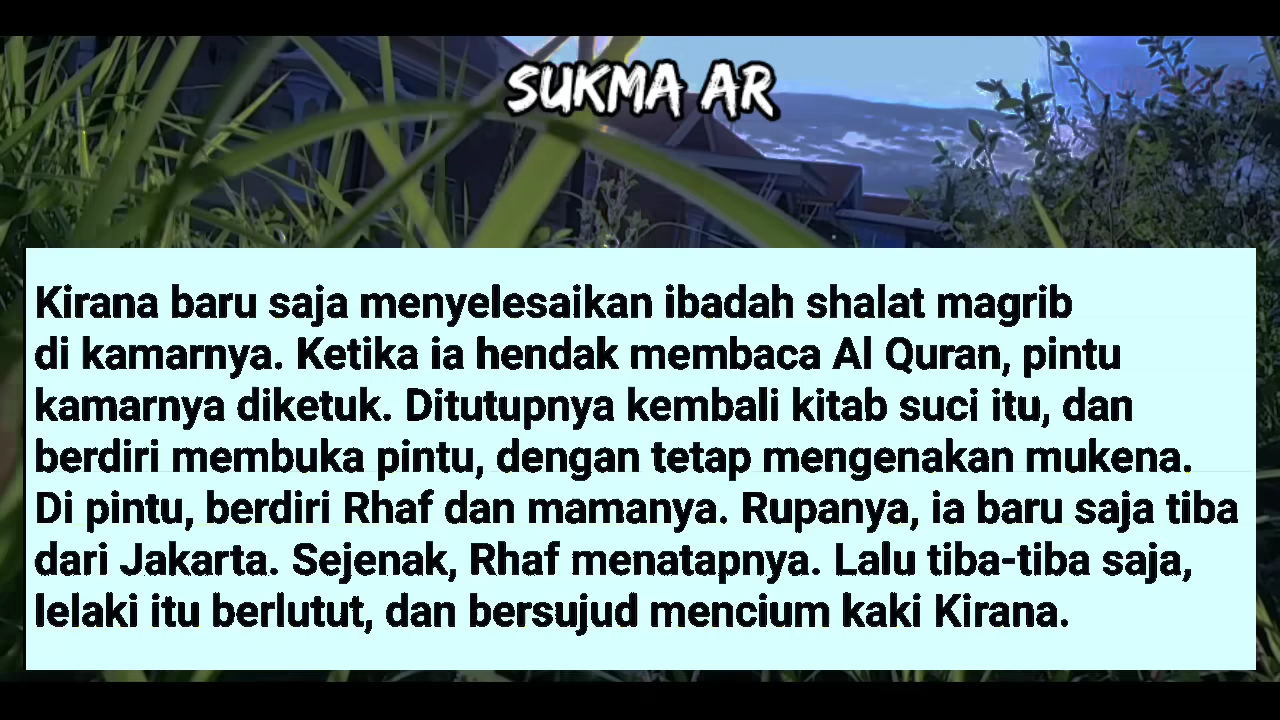 SUKMA AR
Kirana baru saja menyelesaikan ibadah shalat magrib
di kamarnya. Ketika ia hendak membaca Al Quran, pintu
kamarnya diketuk. Ditutupnya kembali kitab suci itu, dan
berdiri membuka pintu, dengan tetap mengenakan mukena.
Di pintu, berdiri Rhaf dan mamanya. Rupanya, ia baru saja tiba
dari Jakarta. Sejenak, Rhaf menatapnya. Lalu tiba-tiba saja,
lelaki itu berlutut, dan bersujud mencium kaki Kirana.